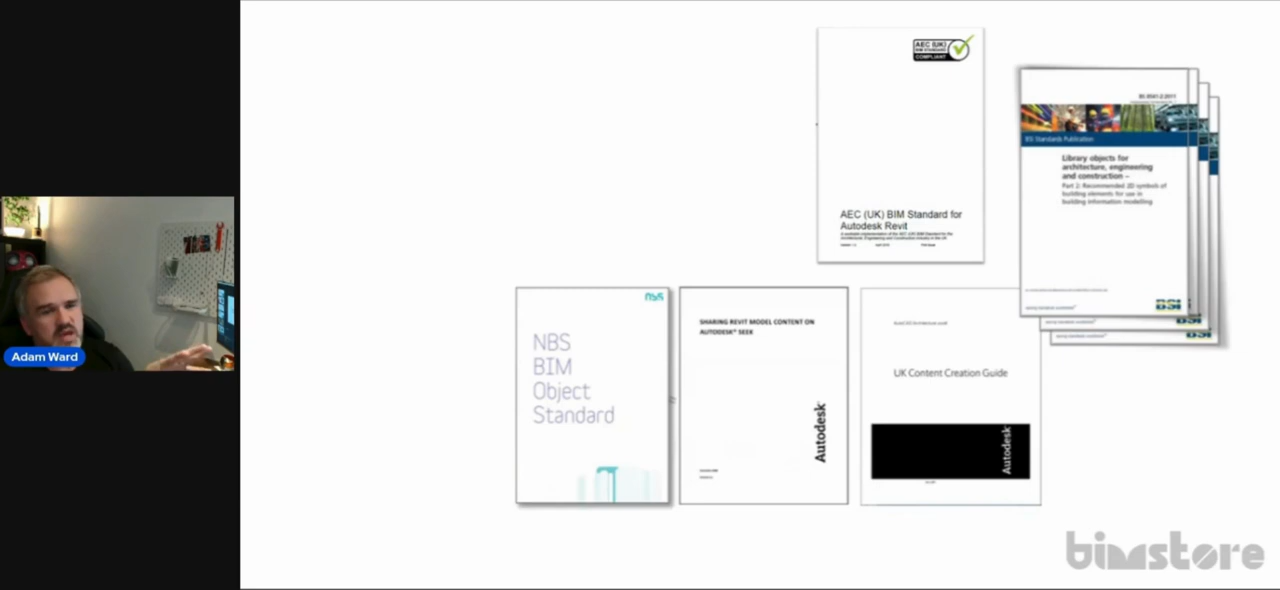 Adam Ward
AEC (UK)
BIM STANDARD
COMPLIANT
AEC (UK) BIM Standard for
Autodesk Revit
BS 8541-2:2011
BSI Standards Publication
Library objects for
architecture, engineering
and construction –
Part 2: Recommended 2D symbols of
building elements for use in
building information modelling
BSI
nbs
NBS
BIM
Object
Standard
SHARING REVIT MODEL CONTENT ON
AUTODESK® SEEK
Autodesk
UK Content Creation Guide
Autodesk
bimstore